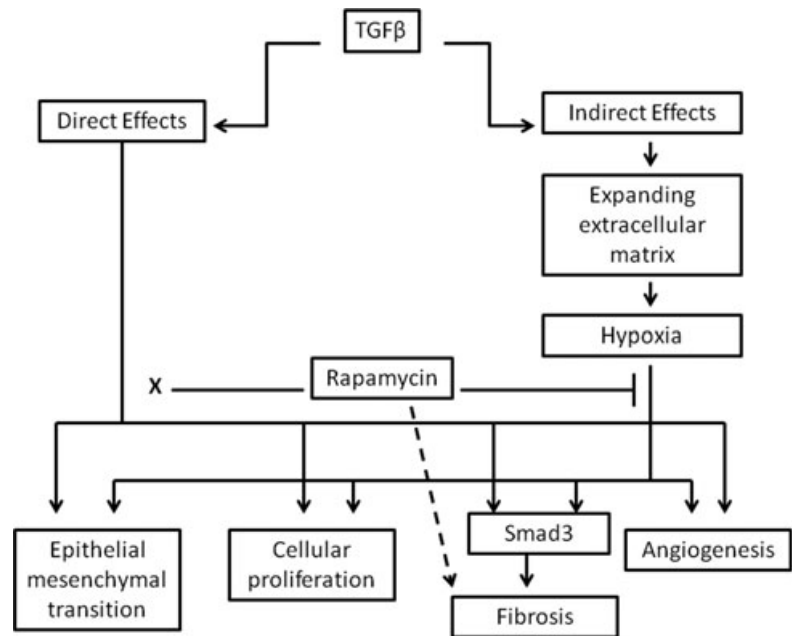 TGFβ
Direct Effects
Indirect Effects
Expanding
extracellular
matrix
Hypoxia
X
Rapamycin
Epithelial
mesenchymal
transition
Cellular
proliferation
Smad3
Angiogenesis
Fibrosis